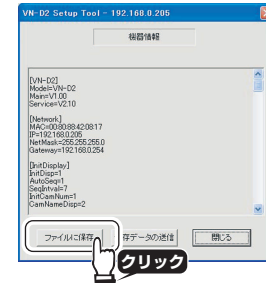 VN-D2 Setup Tool - 192.168.0.205
機器情報
[VN-D2]
Model=VN-D2
Main=V1.00
Service=V2.10
[Network]
MAC=00:80:88:42:08:17
IP=192.168.0.205
NetMask=255.255.255.0
Gateway=192.168.0.254
[InitDisplay]
InitDisp=1
AutoSeq=1
SeqIntval=7
InitCamNum=1
CamNameDisp=2
ファイルに保存
存データの送信
閉じる
クリック